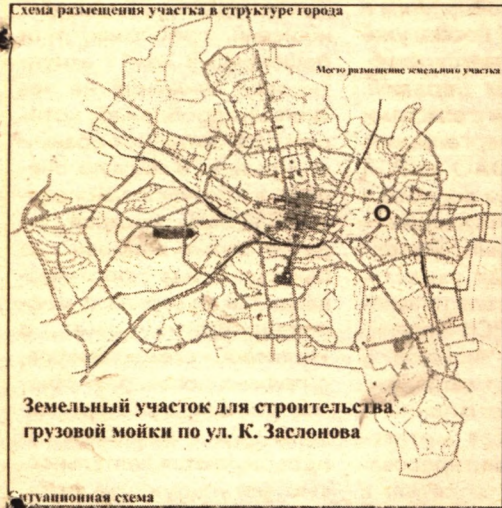 Схема размещения участка в структуре города
Место размещение земельного участка
Земельный участок для строительства
грузовой мойки по ул. К. Заслонова
Ситуационная схема